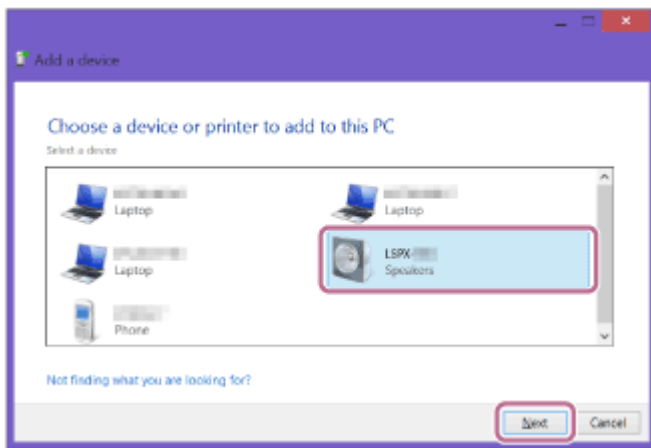 Add a device
Choose a device or printer to add to this PC
Select a device
Laptop
Laptop
Laptop
LSPX-
Speakers
Phone
Not finding what you are looking for?
Next
Cancel